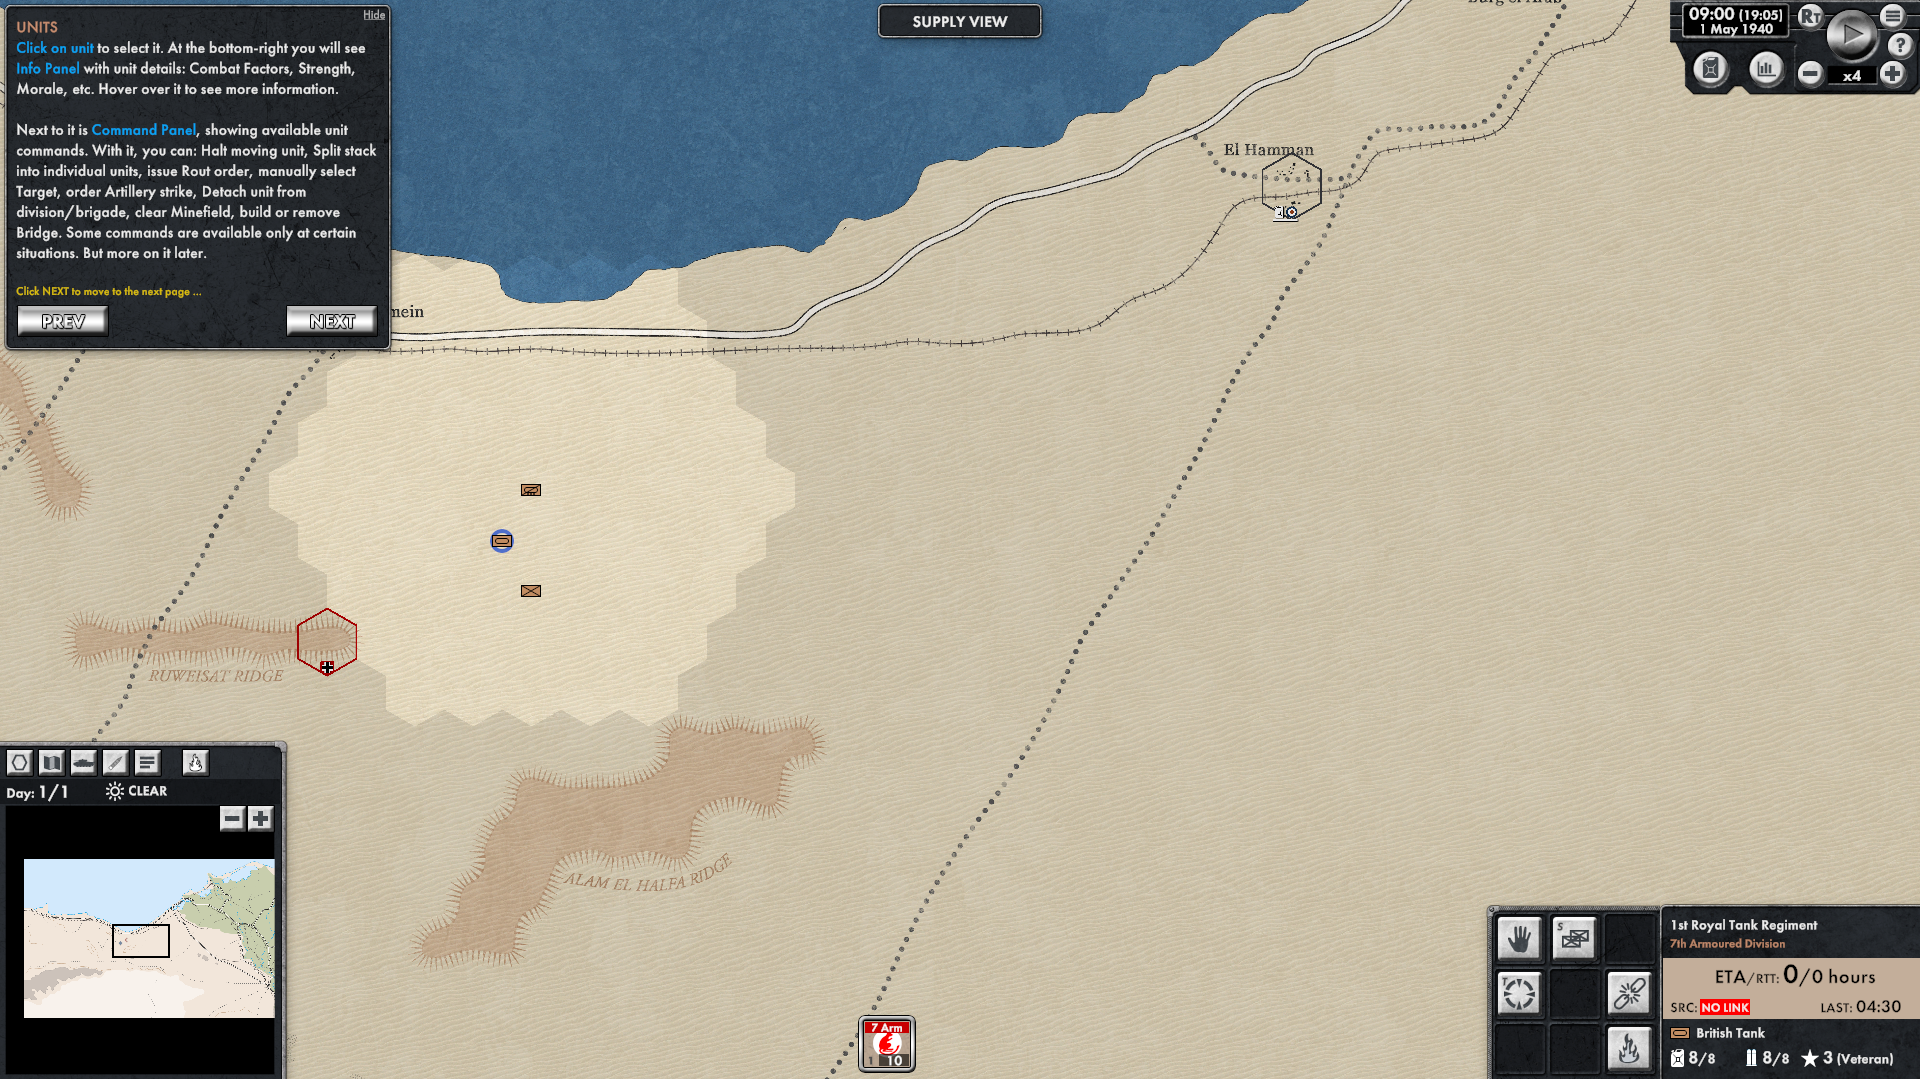 UNITS
Hide
Click on unit to select it. At the bottom-right you will see
Info Panel with unit details: Combat Factors, Strength,
Morale, etc. Hover over it to see more information.
Next to it is Command Panel, showing available unit
commands. With it, you can: Halt moving unit, Split stack
into individual units, issue Rout order, manually select
Target, order Artillery strike, Detach unit from
division/brigade, clear Minefield, build or remove
Bridge. Some commands are available only at certain
situations. But more on it later.
Click NEXT to move to the next page ...
PREV
NEXT
SUPPLY VIEW
09:00 (19:05)
1 May 1940
RT
?
x4
El Hamman
mein
RUWEISAT RIDGE
ALAM EL HALFA RIDGE
Day: 1/1
CLEAR
7 Arm
1 10
S
T
1st Royal Tank Regiment
7th Armoured Division
ETA/RTT: 0/0 hours
SRC: NO LINK
LAST: 04:30
British Tank
8/8
8/8
3 (Veteran)